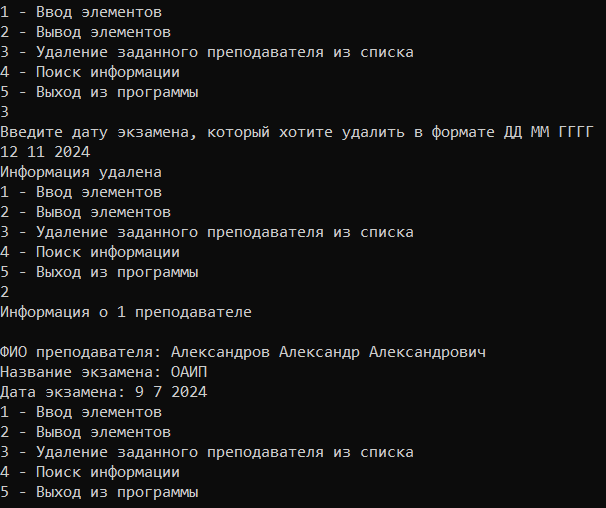 1 - Ввод элементов
2 - Вывод элементов
3 - Удаление заданного преподавателя из списка
4 - Поиск информации
5 - Выход из программы
3
Введите дату экзамена, который хотите удалить в формате ДД ММ ГГГГ
12 11 2024
Информация удалена
1 - Ввод элементов
2 - Вывод элементов
3 - Удаление заданного преподавателя из списка
4 - Поиск информации
5 - Выход из программы
2
Информация о 1 преподавателе
ФИО преподавателя: Александров Александр Александрович
Название экзамена: ОАИП
Дата экзамена: 9 7 2024
1 - Ввод элементов
2 - Вывод элементов
3 - Удаление заданного преподавателя из списка
4 - Поиск информации
5 - Выход из программы